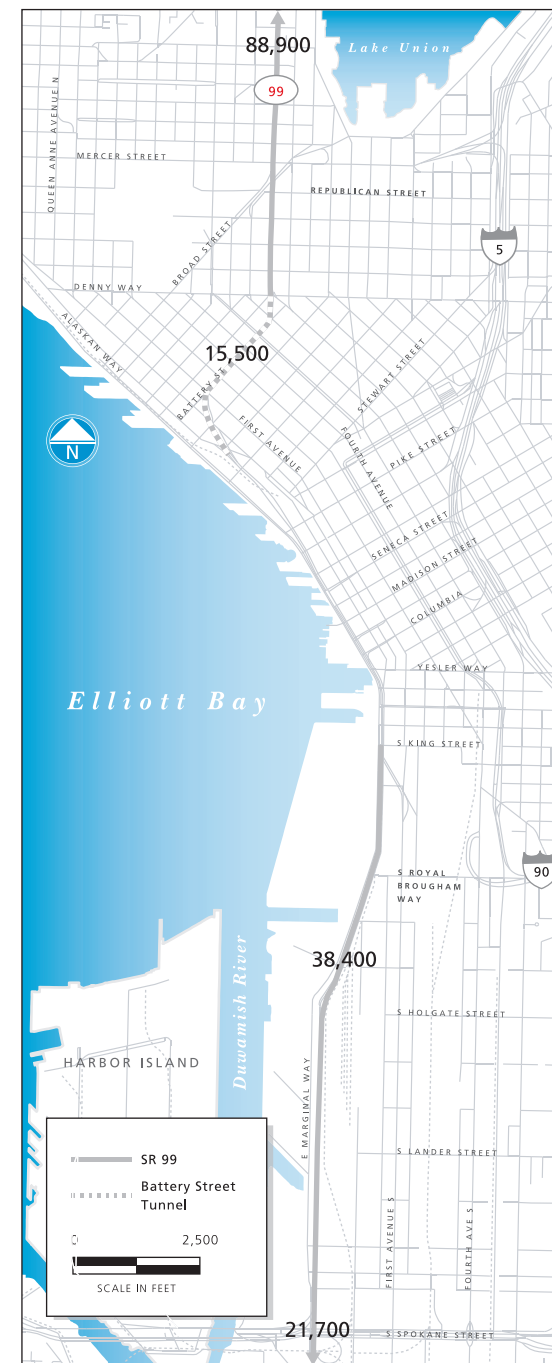 88,900
Lake Union
99
QUEEN ANNE AVENUE N
MERCER STREET
REPUBLICAN STREET
BROAD STREET
5
DENNY WAY
ALASKAN WAY
15,500
BATTERY ST
STEWART STREET
FIRST AVENUE
FOURTH AVENUE
PIKE STREET
N
SENECA STREET
MADISON STREET
COLUMBIA
YESLER WAY
Elliott Bay
S KING STREET
90
S ROYAL
BROUGHAM
WAY
38,400
Duwamish River
S HOLGATE STREET
HARBOR ISLAND
E MARGINAL WAY
S LANDER STREET
SR 99
Battery Street
Tunnel
0 2,500
SCALE IN FEET
FIRST AVENUE S
FOURTH AVE S
21,700
S SPOKANE STREET